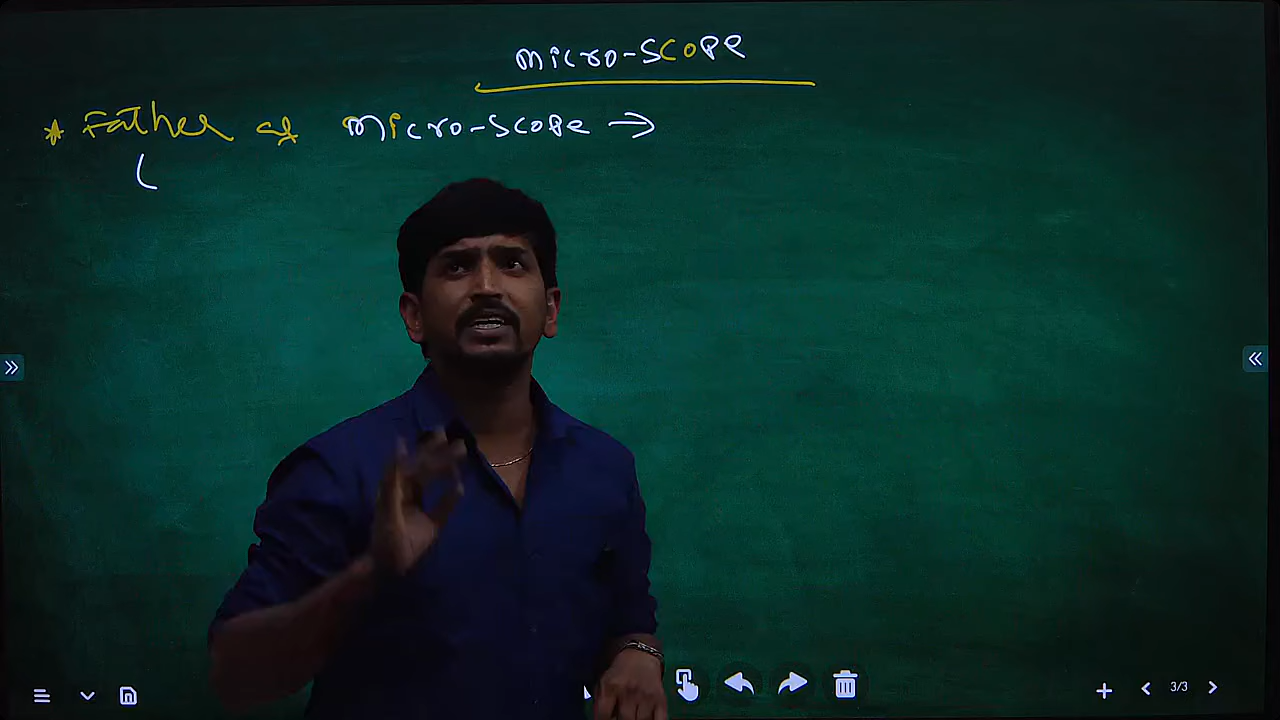 micro-scope
* Father of micro-scope →
(
3/3